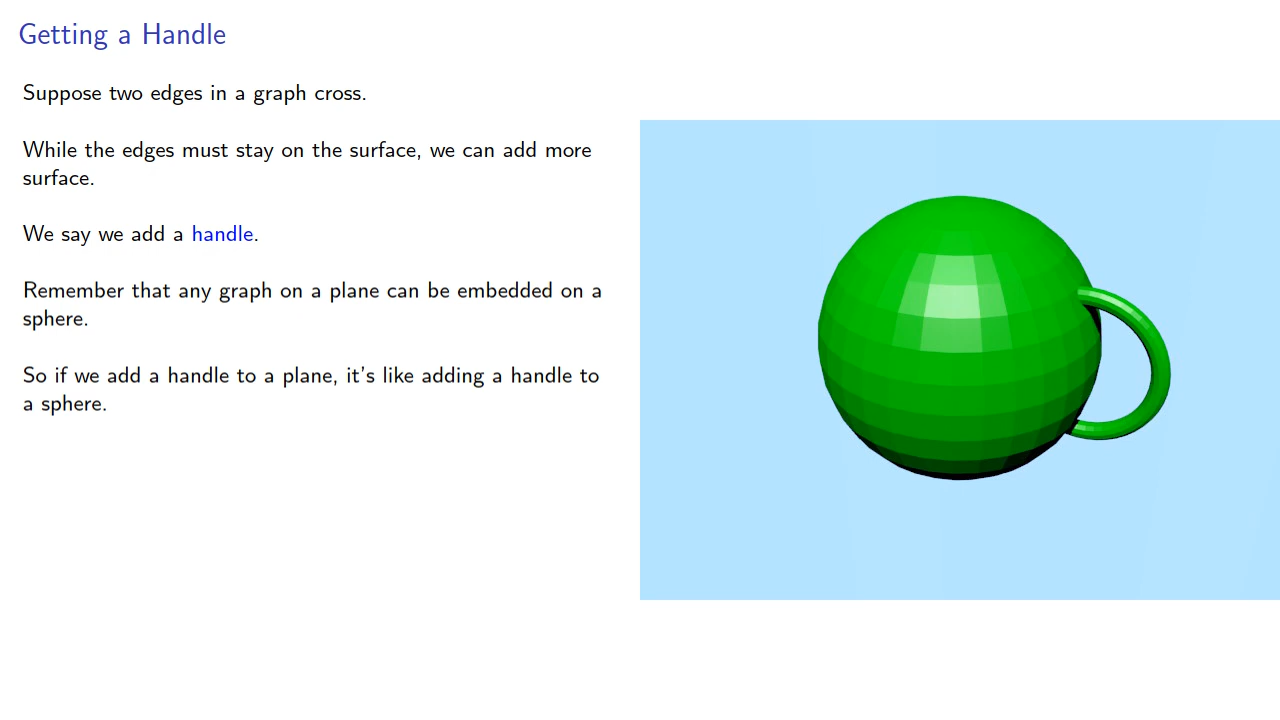 Getting a Handle
Suppose two edges in a graph cross.
While the edges must stay on the surface, we can add more
surface.
We say we add a handle.
Remember that any graph on a plane can be embedded on a
sphere.
So if we add a handle to a plane, it's like adding a handle to
a sphere.